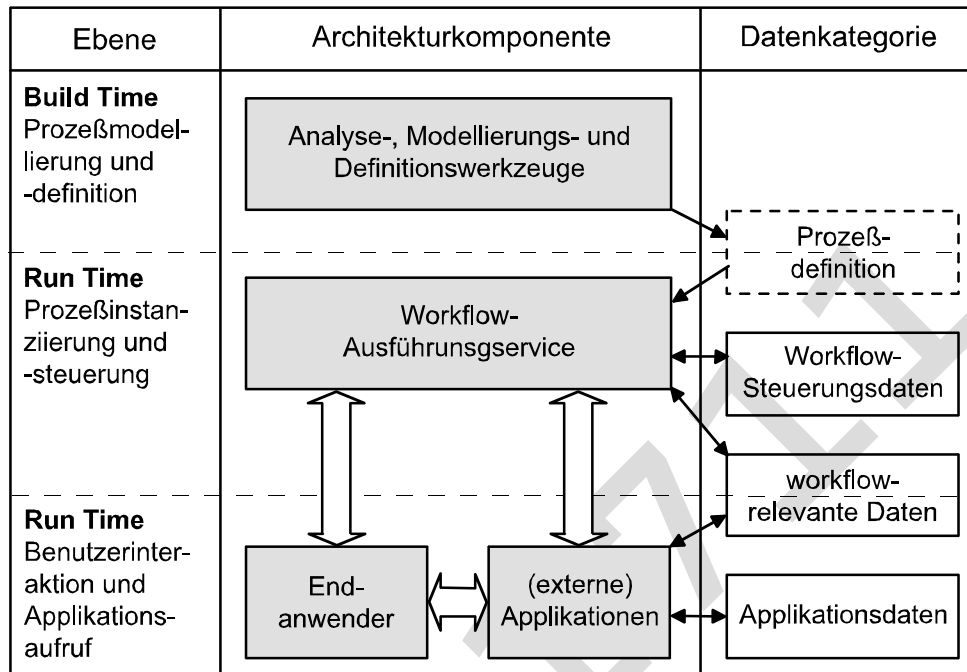 Ebene
Architekturkomponente
Datenkategorie
Build Time
Prozeßmodel-
lierung und
-definition
Analyse-, Modellierungs- und
Definitionswerkzeuge
Prozeß-
definition
Run Time
Prozeßinstan-
ziierung und
-steuerung
Workflow-
Ausführunsgservice
Workflow-
Steuerungsdaten
workflow-
relevante Daten
Run Time
Benutzerinter-
aktion und
Applikations-
aufruf
End-
anwender
(externe)
Applikationen
Applikationsdaten